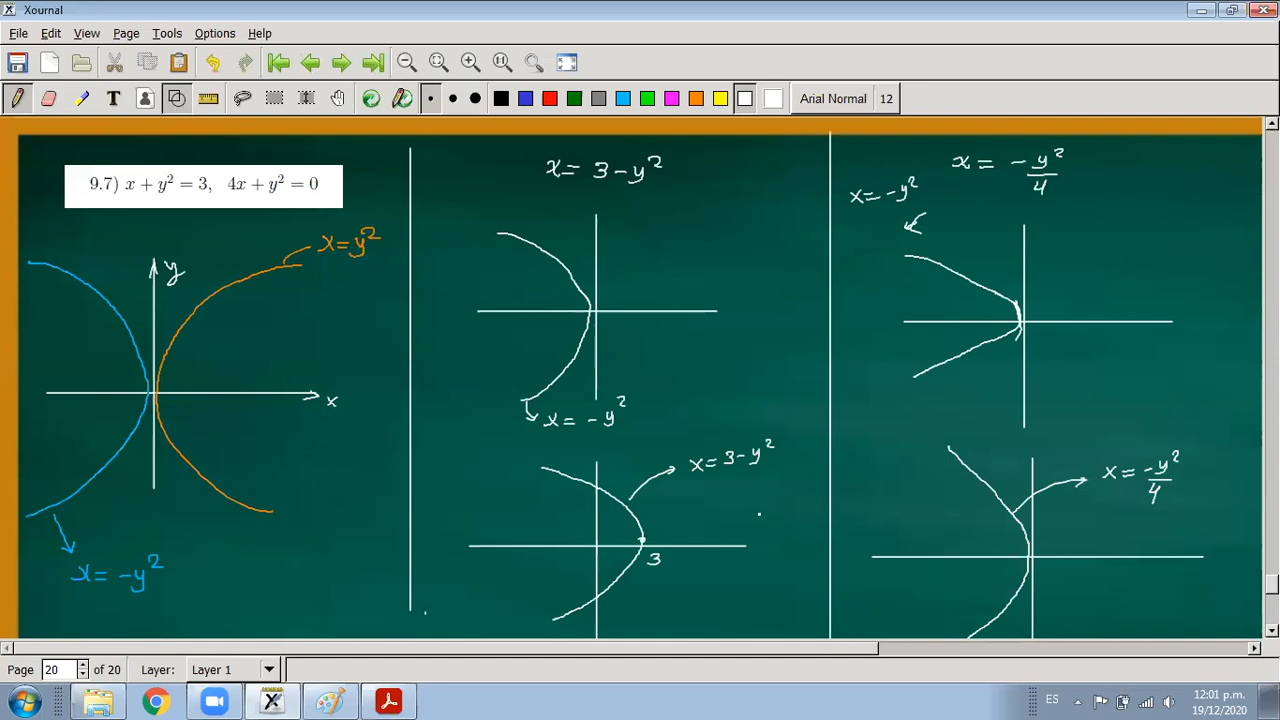 Xournal
File Edit View Page Tools Options Help
Arial Normal 12
9.7) x + y² = 3, 4x + y² = 0
x = 3 - y²
x = -y²/4
x = -y²
x = y²
y
x
x = -y²
x = 3 - y²
3
x = -y²/4
x = -y²
Page 20 of 20 Layer: Layer 1
ES 12:01 p.m.
19/12/2020